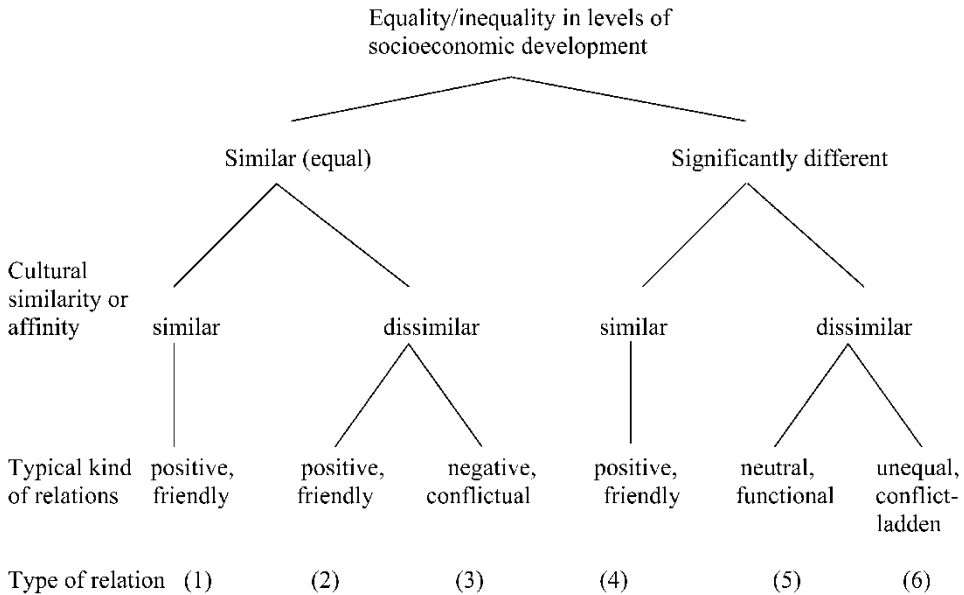 Equality/inequality in levels of
socioeconomic development
Similar (equal) Significantly different
Cultural
similarity or
affinity similar dissimilar similar dissimilar
Typical kind positive, positive, negative, positive, neutral, unequal,
of relations friendly friendly conflictual friendly functional conflict-
ladden
Type of relation (1) (2) (3) (4) (5) (6)